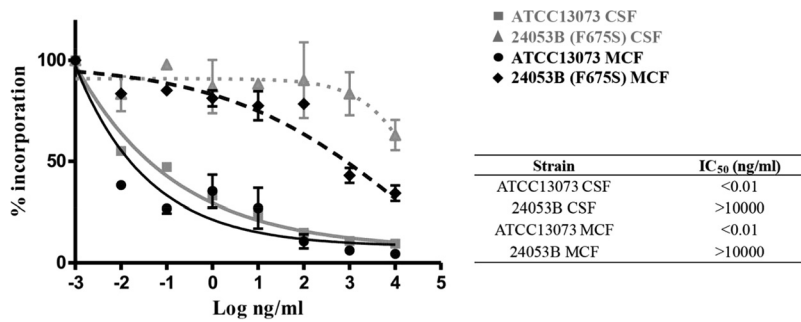 ATCC13073 CSF
24053B (F675S) CSF
ATCC13073 MCF
24053B (F675S) MCF
% incorporation
100
50
0
-3 -2 -1 0 1 2 3 4 5
Log ng/ml
Strain IC50 (ng/ml)
ATCC13073 CSF <0.01
24053B CSF >10000
ATCC13073 MCF <0.01
24053B MCF >10000